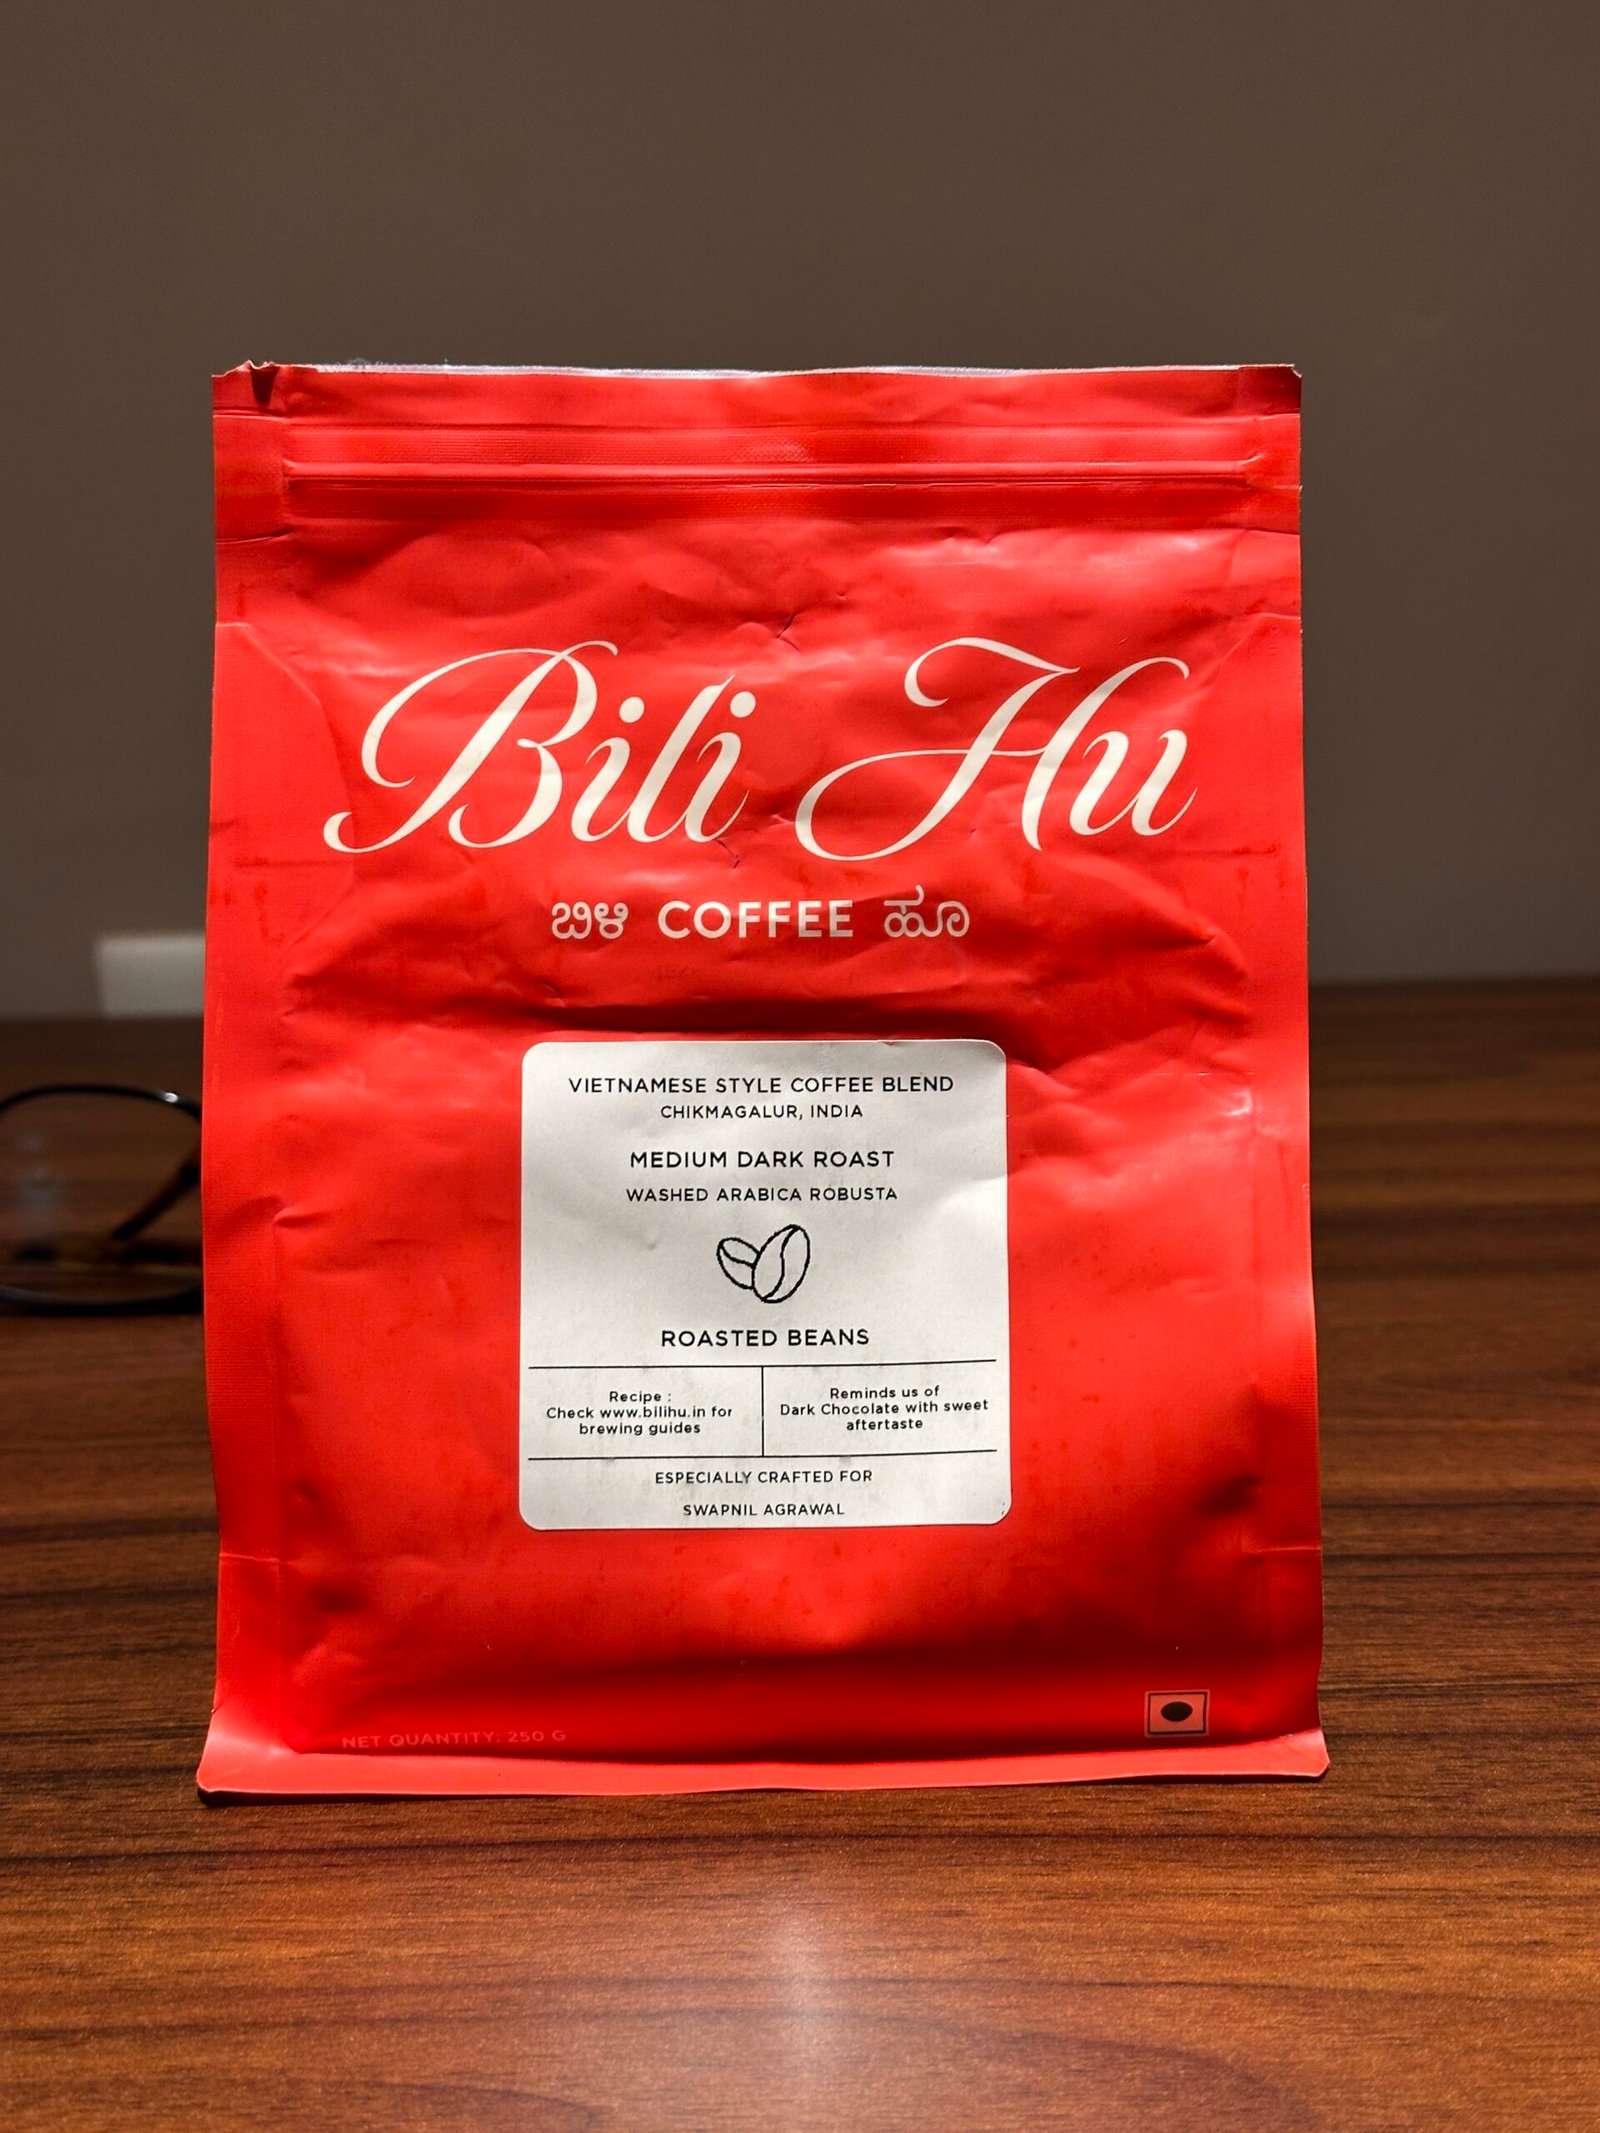 Bili Hu
ಬಿಳಿ COFFEE ಹೂ
VIETNAMESE STYLE COFFEE BLEND
CHIKMAGALUR, INDIA
MEDIUM DARK ROAST
WASHED ARABICA ROBUSTA
ROASTED BEANS
Recipe :
Check www.bilihu.in for
brewing guides
Reminds us of
Dark Chocolate with sweet
aftertaste
ESPECIALLY CRAFTED FOR
SWAPNIL AGRAWAL
NET QUANTITY: 250 G